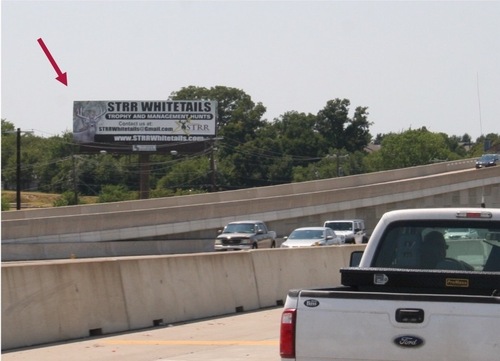 STRR WHITETAILS
TROPHY AND MANAGEMENT HUNTS
Contact us at:
STRRWhitetails@Gmail.com
STRR
www.STRRWhitetails.com
Ford